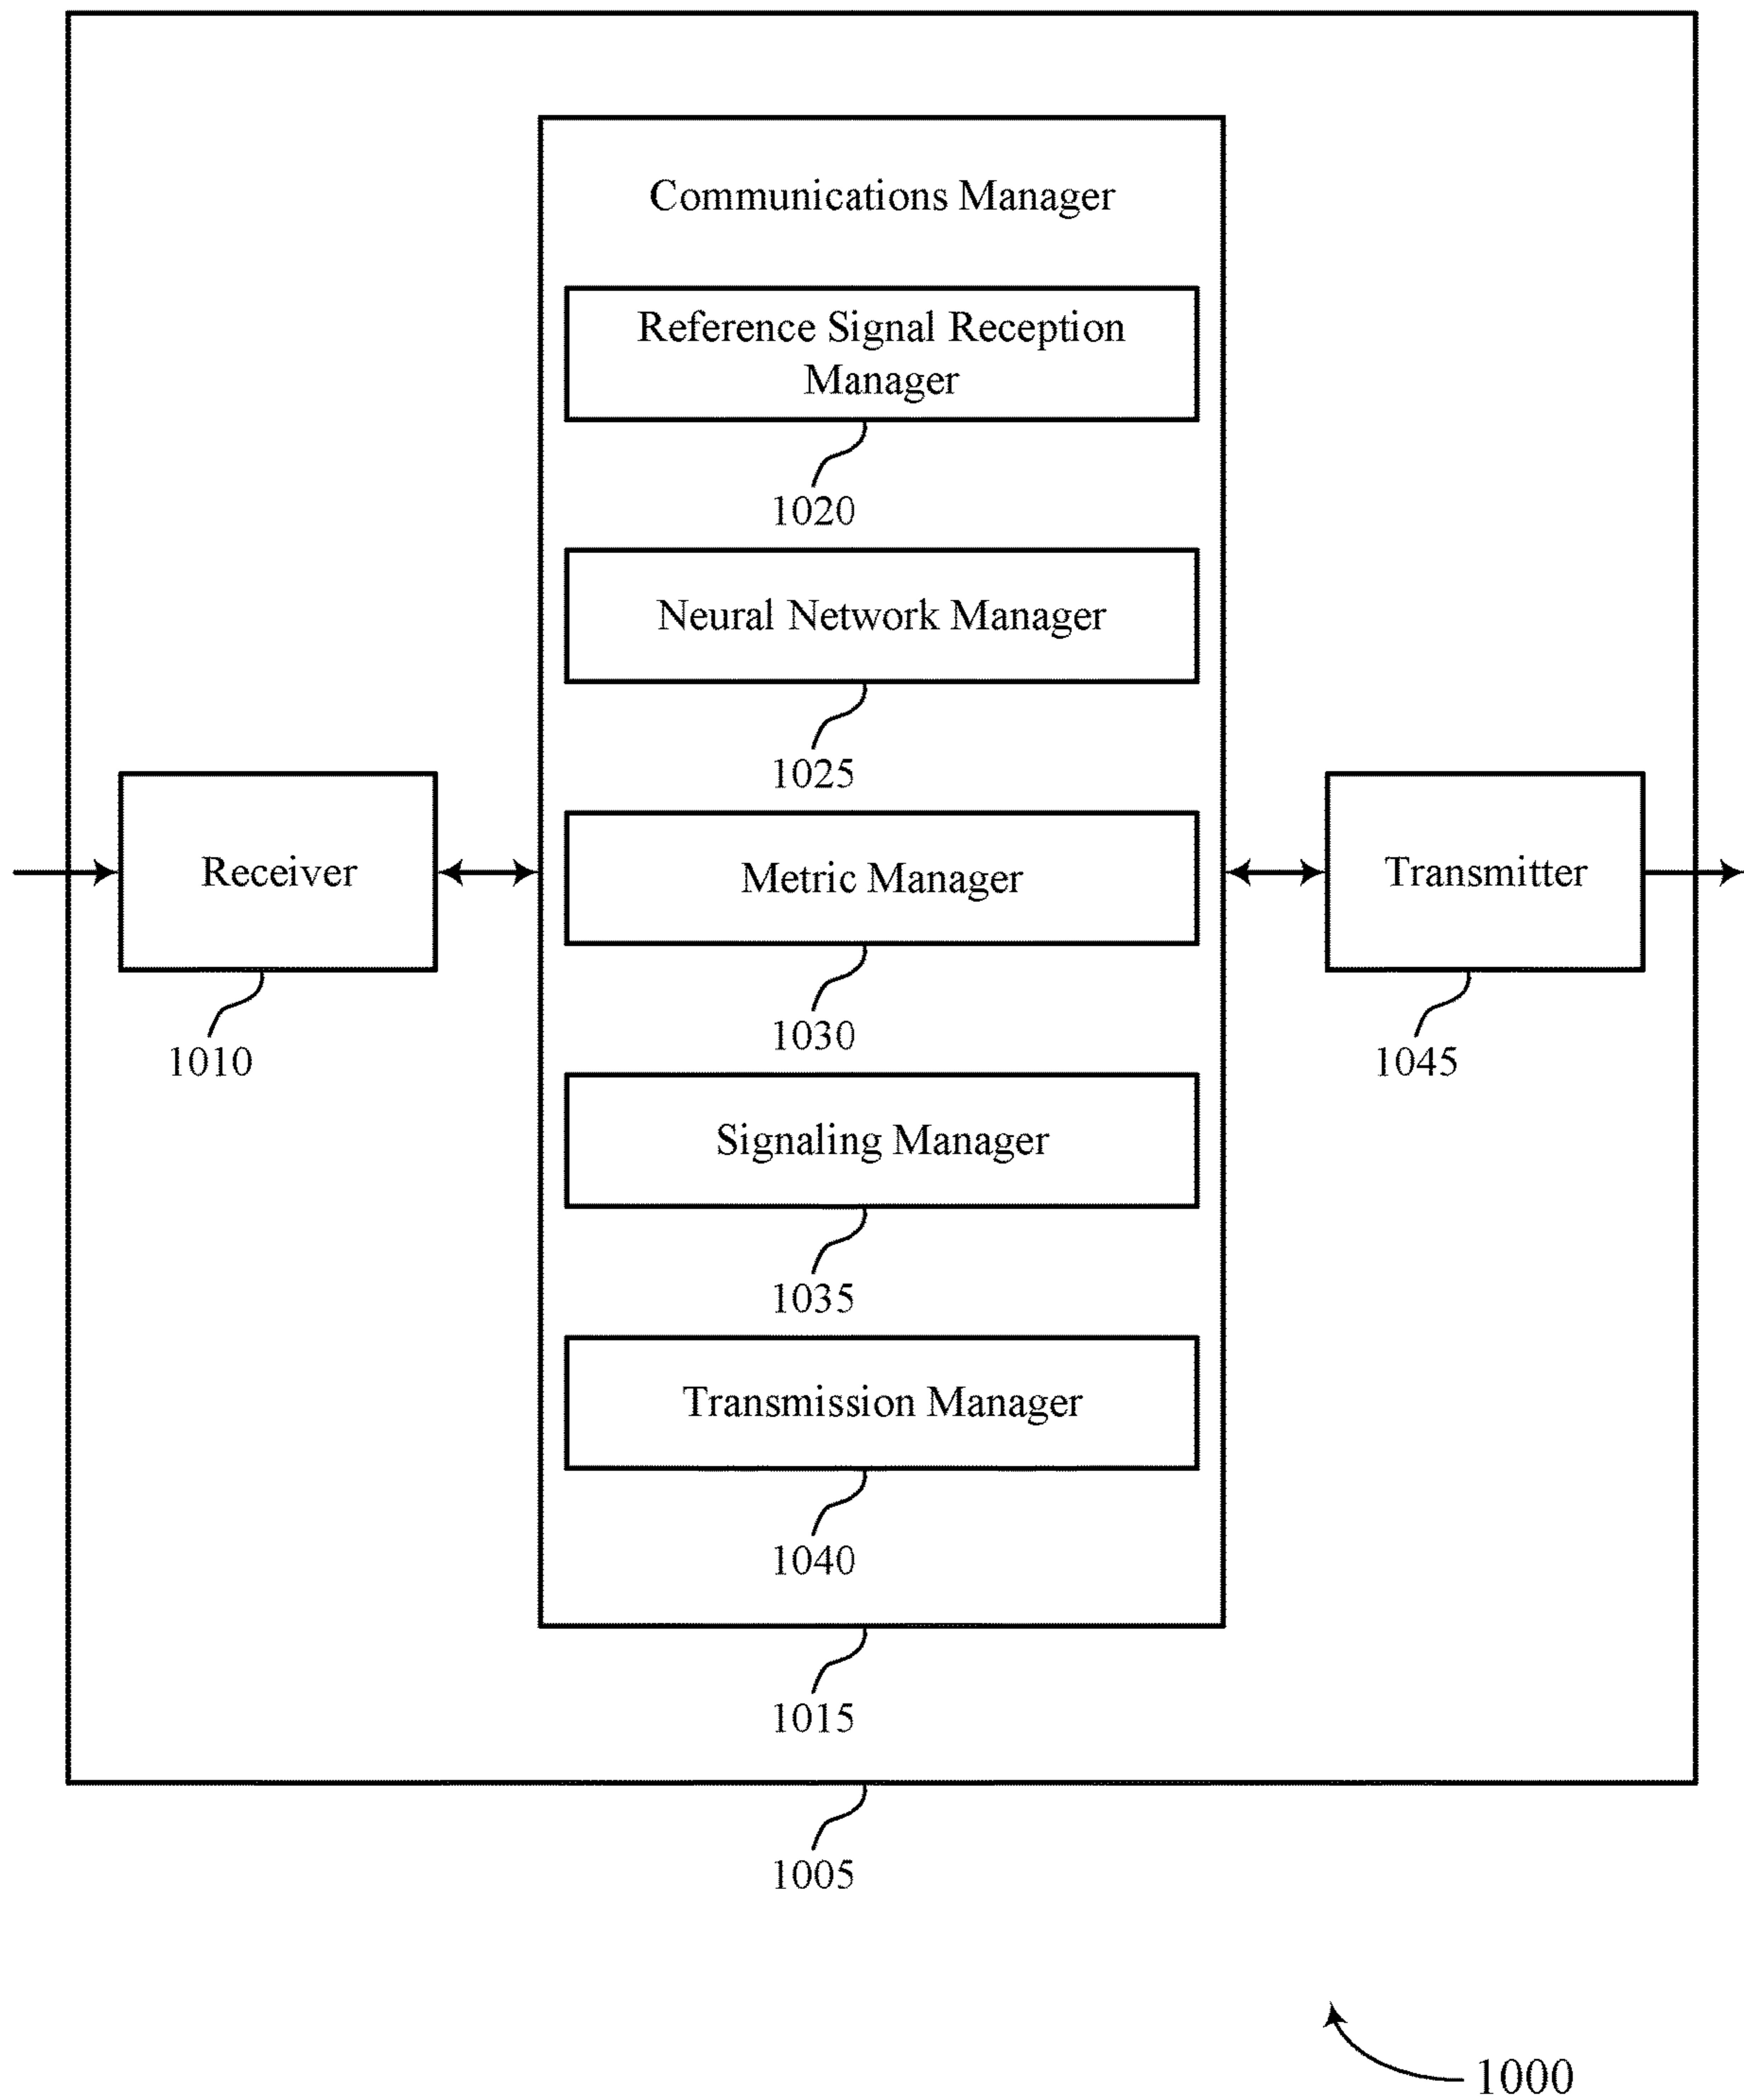 Communications Manager
Reference Signal Reception
Manager
1020
Neural Network Manager
1025
Receiver
1010
Metric Manager
1030
Transmitter
1045
Signaling Manager
1035
Transmission Manager
1040
1015
1005
1000